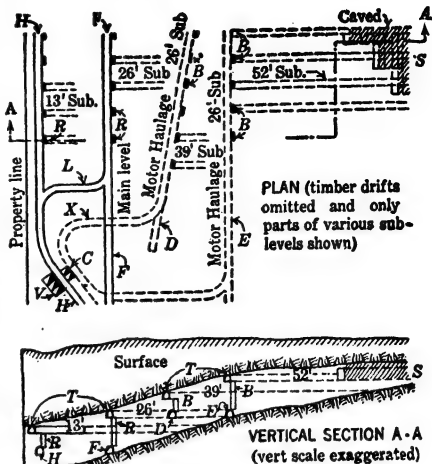 H
F
Caved
A
26' Sub
B
S
13' Sub.
26' Sub
B
26' Sub
52' Sub.
A
R
R
39' Sub
B
L
Motor Haulage
Main level
Motor Haulage
Property line
X
D
E
C
F
V
H
PLAN (timber drifts
omitted and only
parts of various sub-
levels shown)
Surface
T
T
52'
S
39'
B
26'
B
13'
R
D
E
R
F
H
VERTICAL SECTION A-A
(vert scale exaggerated)